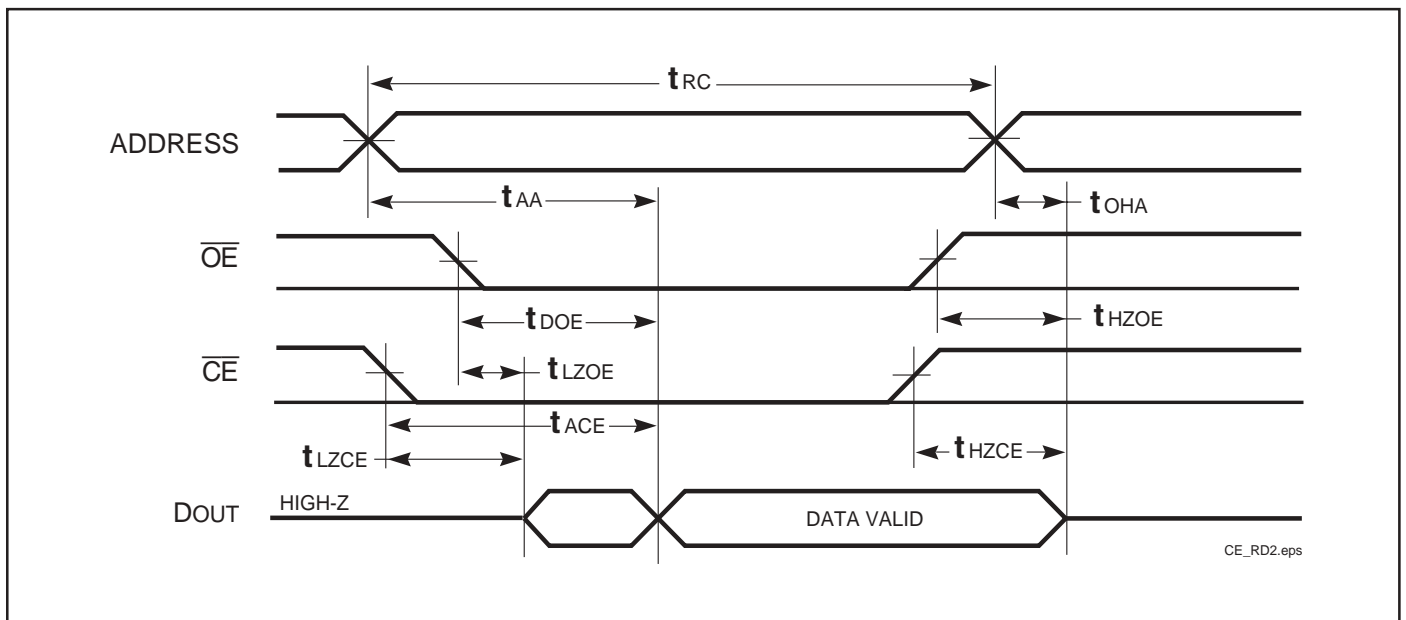 tRC
ADDRESS
tAA
tOHA
OE
tDOE
tHZOE
CE
tLZOE
tACE
tLZCE
tHZCE
DOUT
HIGH-Z
DATA VALID
CE_RD2.eps